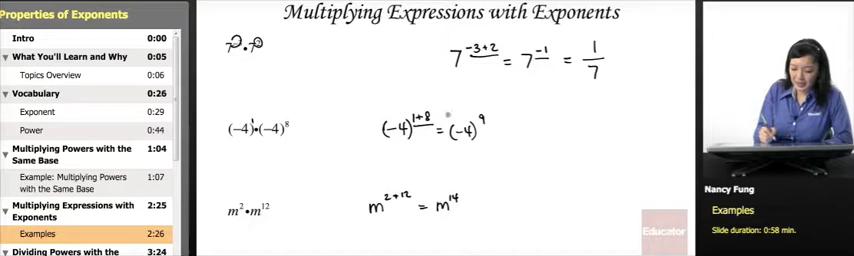 Properties of Exponents
Intro 0:00
What You'll Learn and Why 0:05
Topics Overview 0:06
Vocabulary 0:26
Exponent 0:29
Power 0:44
Multiplying Powers with the Same Base 1:04
Example: Multiplying Powers with the Same Base 1:07
Multiplying Expressions with Exponents 2:25
Examples 2:26
Dividing Powers with the 3:24
Multiplying Expressions with Exponents
7^(-3+2) = 7^(-1) = 1/7
(−4)^1•(−4)^8
(−4)^(1+8) = (−4)^9
m^2•m^12
m^(2+12) = m^14
Educator
Nancy Fung
Examples
Slide duration: 0:58 min.